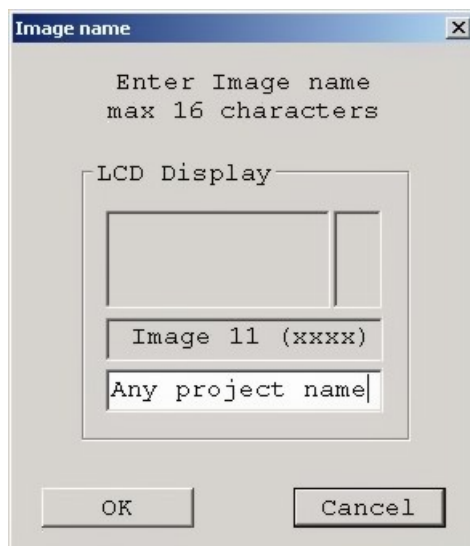 Image name
Enter Image name
max 16 characters
LCD Display
Image 11 (xxxx)
Any project name
OK
Cancel